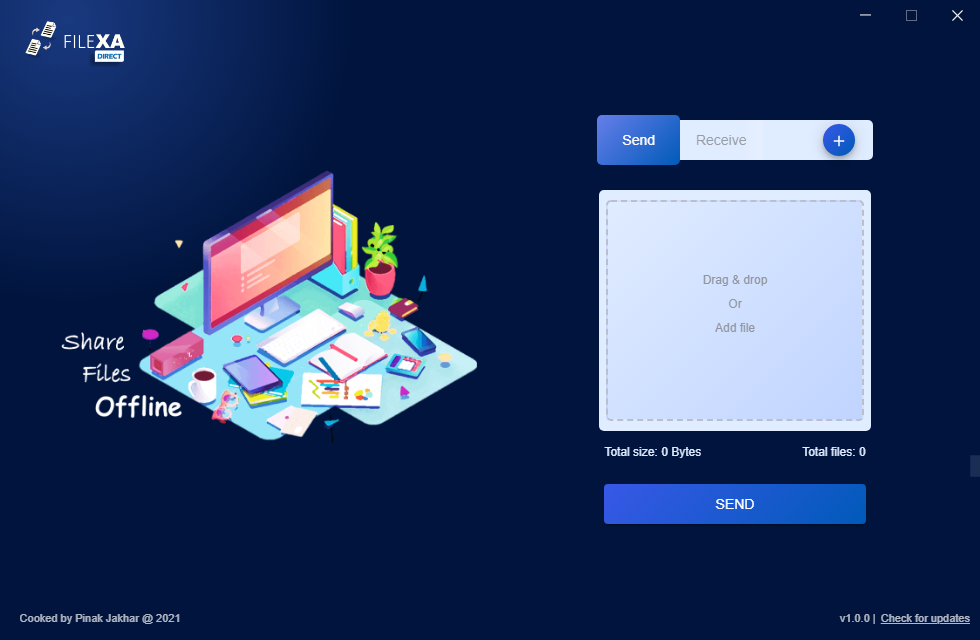 FILEXA
DIRECT
Send
Receive
+
Share
Files
Offline
Drag & drop
Or
Add file
Total size: 0 Bytes
Total files: 0
SEND
Cooked by Pinak Jakhar @ 2021
v1.0.0 | Check for updates